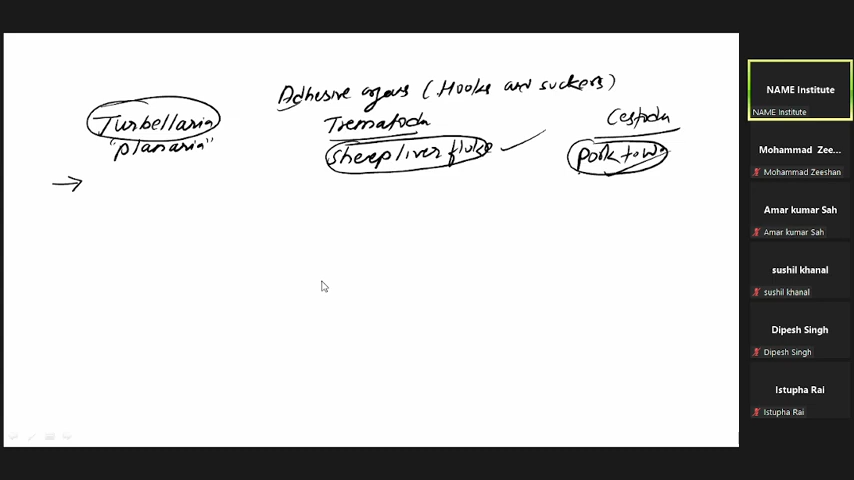 Adhesive organs (Hooks and suckers)
Turbellaria
"planaria"
Trematoda
sheep liver fluke
Cestoda
pork
→
NAME Institute
NAME Institute
Mohammad Zee...
Mohammad Zeeshan
Amar kumar Sah
Amar kumar Sah
sushil khanal
sushil khanal
Dipesh Singh
Dipesh Singh
Istupha Rai
Istupha Rai